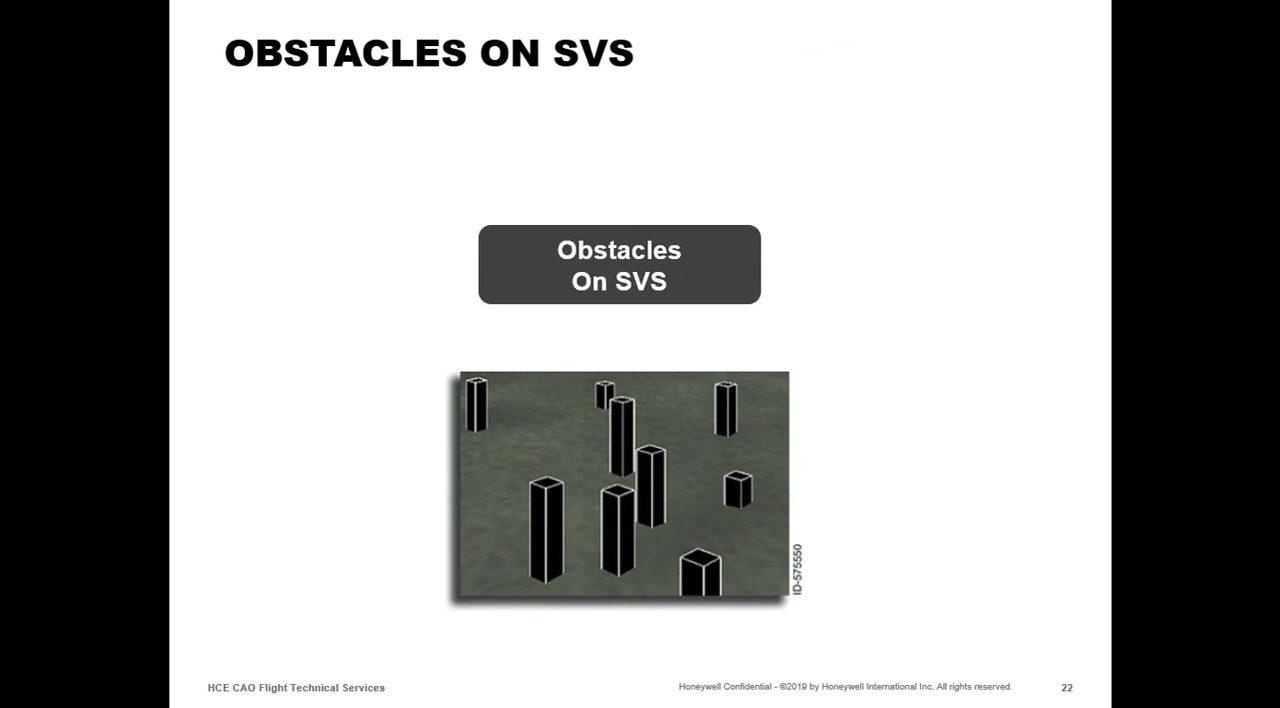 OBSTACLES ON SVS
Obstacles
On SVS
ID-575550
HCE CAO Flight Technical Services
Honeywell Confidential - ©2019 by Honeywell International Inc. All rights reserved.
22